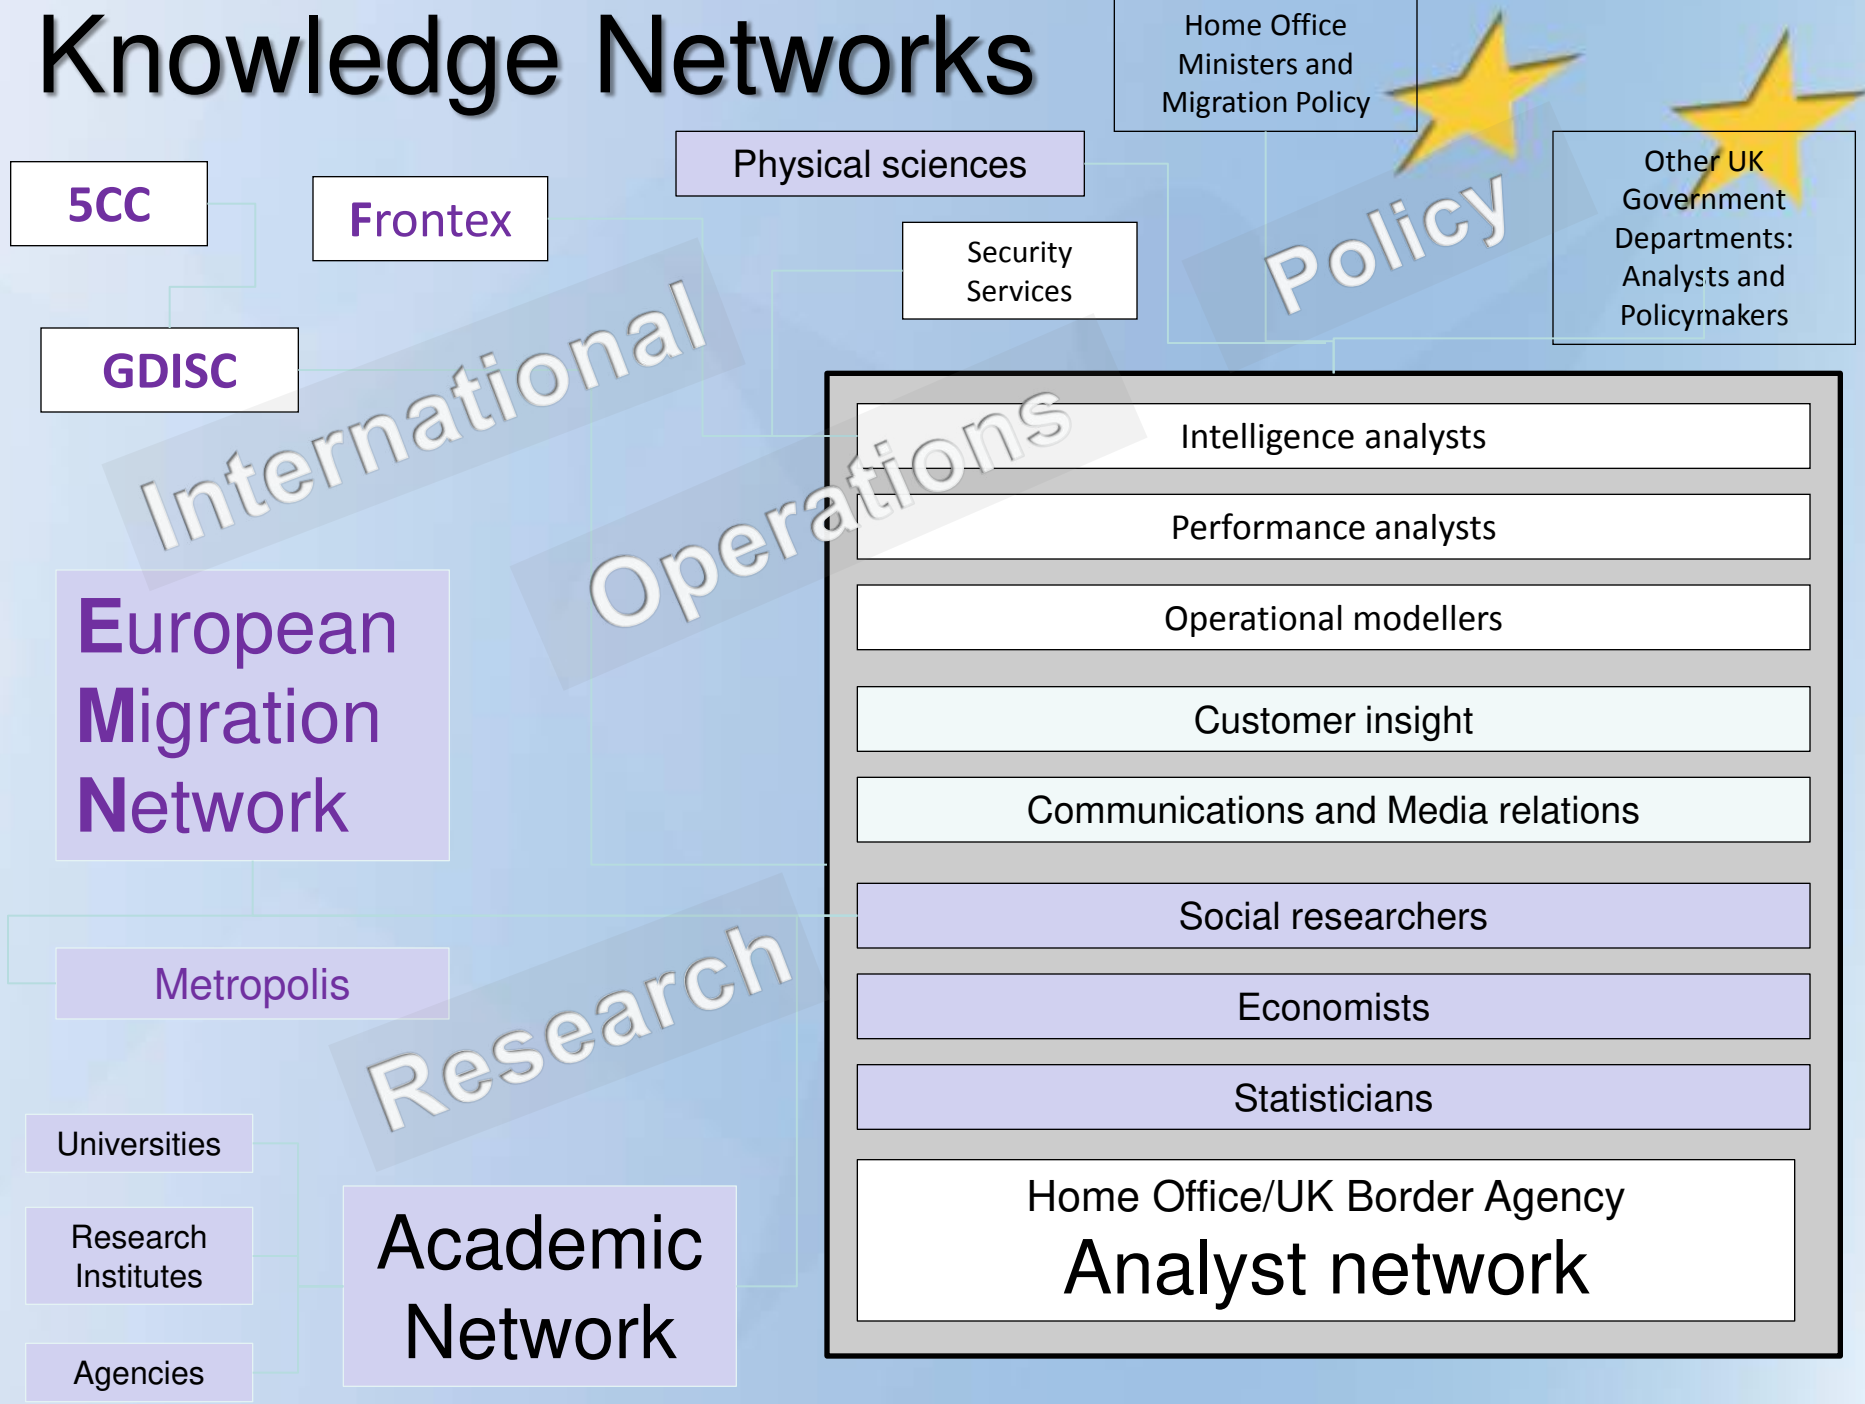 Knowledge Networks
Home Office
Ministers and
Migration Policy
Physical sciences
Other UK
Government
Departments:
Analysts and
Policymakers
5CC
Frontex
Security
Services
Policy
GDISC
International
Operations
Intelligence analysts
Performance analysts
Operational modellers
European
Migration
Network
Customer insight
Communications and Media relations
Social researchers
Metropolis
Research
Economists
Statisticians
Universities
Research
Institutes
Agencies
Academic
Network
Home Office/UK Border Agency
Analyst network